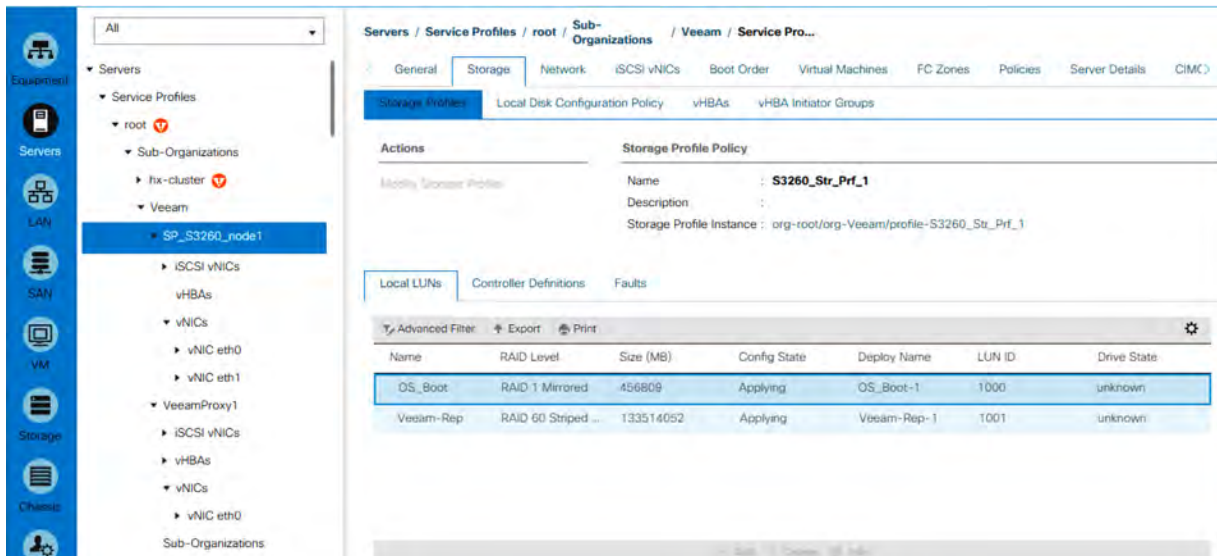 All
Servers / Service Profiles / root / Sub-Organizations / Veeam / Service Pro...
Equipment
Servers
LAN
SAN
VM
Storage
Chassis
Servers
Service Profiles
root
Sub-Organizations
hx-cluster
Veeam
SP_S3260_node1
iSCSI vNICs
vHBAs
vNICs
vNIC eth0
vNIC eth1
VeeamProxy1
iSCSI vNICs
vHBAs
vNICs
vNIC eth0
Sub-Organizations
General Storage Network iSCSI vNICs Boot Order Virtual Machines FC Zones Policies Server Details CIMC
Storage Profiles Local Disk Configuration Policy vHBAs vHBA Initiator Groups
Actions
Modify Storage Profile
Storage Profile Policy
Name : S3260_Str_Prf_1
Description :
Storage Profile Instance : org-root/org-Veeam/profile-S3260_Str_Prf_1
Local LUNs Controller Definitions Faults
Advanced Filter Export Print
Name RAID Level Size (MB) Config State Deploy Name LUN ID Drive State
OS_Boot RAID 1 Mirrored 456809 Applying OS_Boot-1 1000 unknown
Veeam-Rep RAID 60 Striped ... 133514052 Applying Veeam-Rep-1 1001 unknown